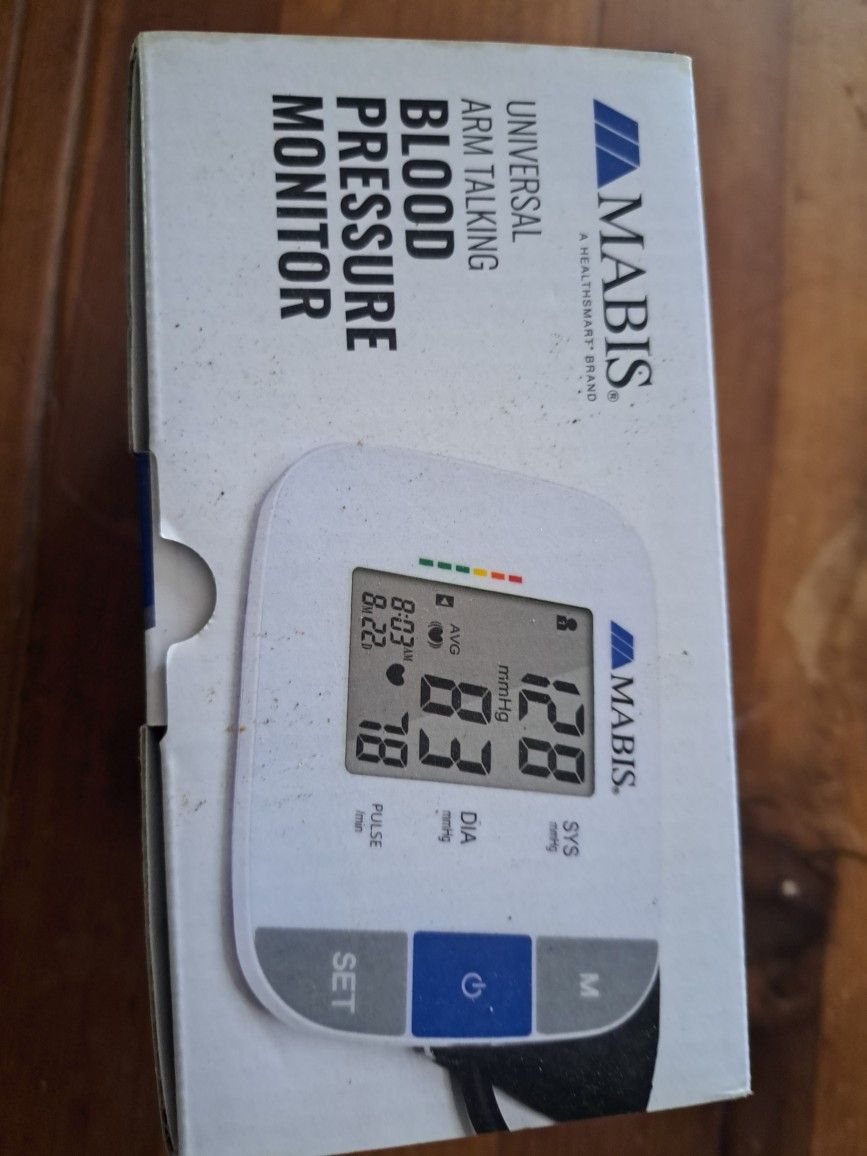 MABIS®
A HEALTHSMART® BRAND
UNIVERSAL
ARM TALKING
BLOOD
PRESSURE
MONITOR
MABIS®
128
mmHg
AVG
83
8:03AM
8M 22D
78
SYS
mmHg
DIA
mmHg
PULSE
/min
M
SET